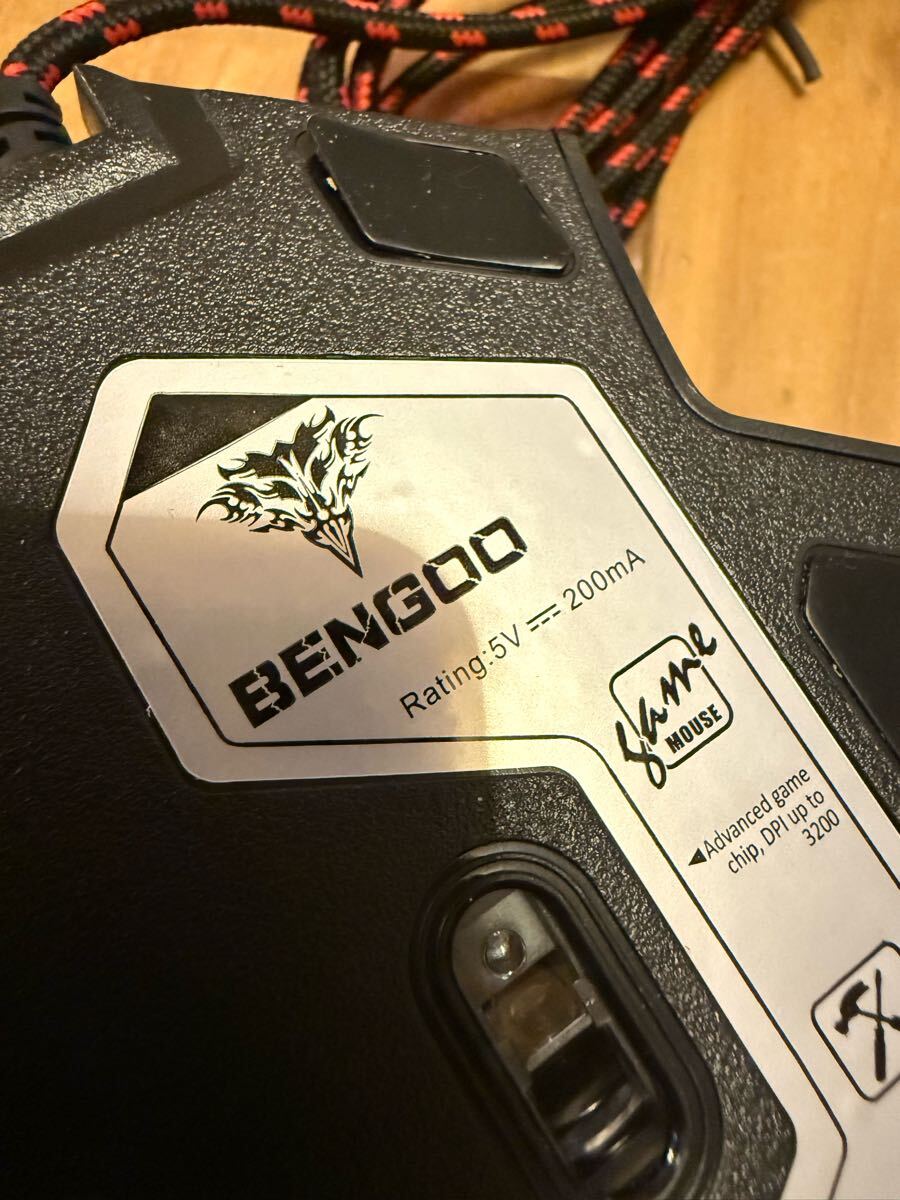 BENGOO
Rating:5V ⎓ 200mA
game
MOUSE
◀Advanced game
chip, DPI up to
3200